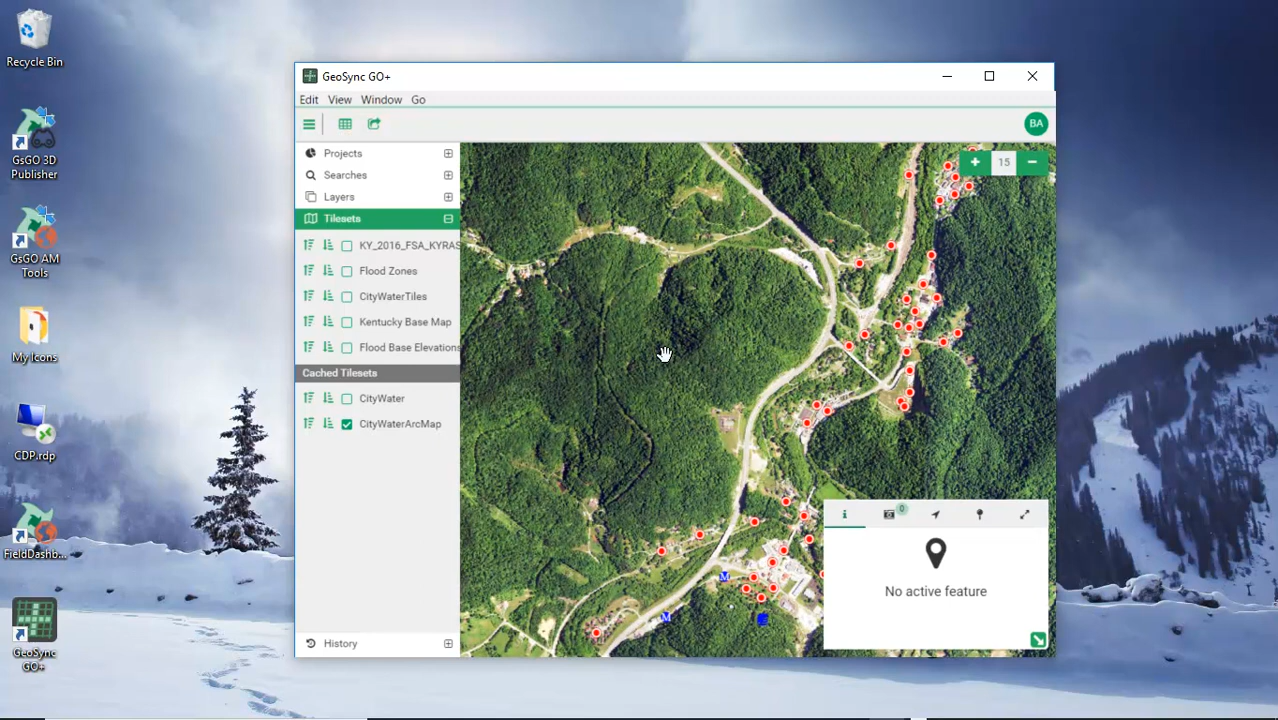 Recycle Bin
GsGO 3D
Publisher
GsGO AM
Tools
My Icons
CDP.rdp
FieldDashb...
GeoSync
GO+
GeoSync GO+
Edit View Window Go
BA
Projects
Searches
Layers
Tilesets
KY_2016_FSA_KYRAS
Flood Zones
CityWaterTiles
Kentucky Base Map
Flood Base Elevations
Cached Tilesets
CityWater
CityWaterArcMap
History
+ 15 −
M
M
i 0
No active feature